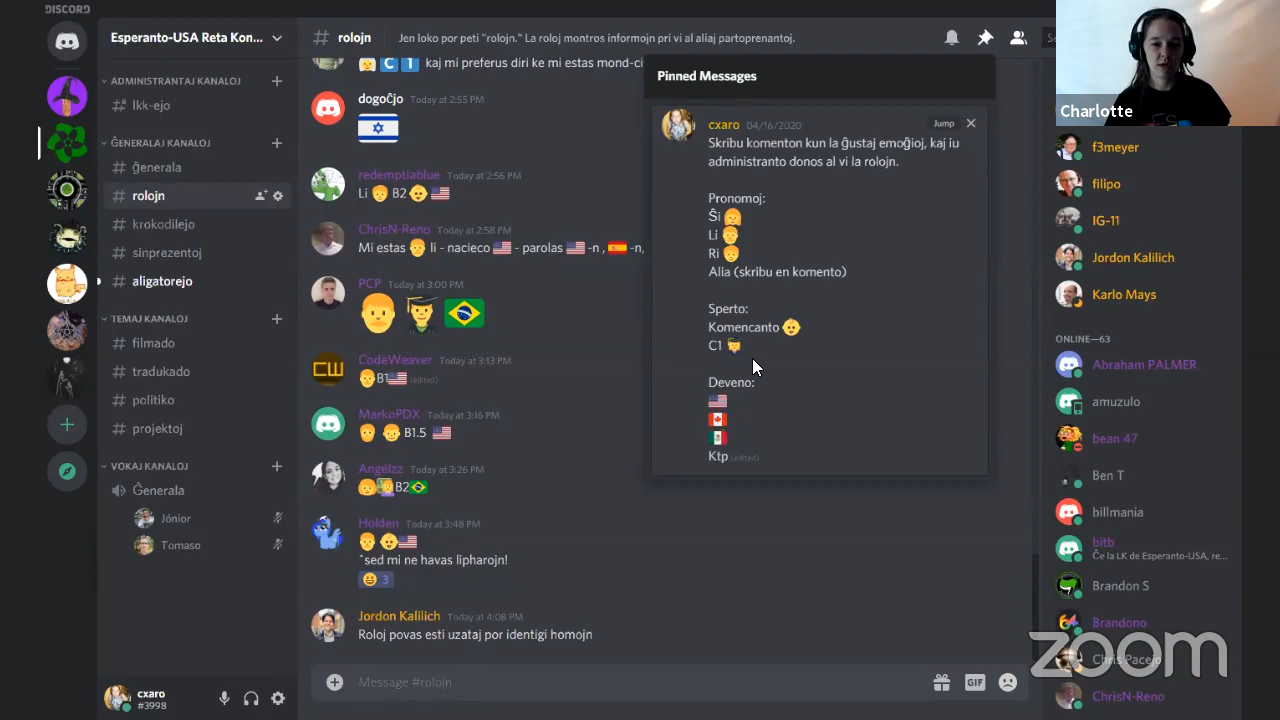 DISCORD
Esperanto-USA Reta Kon...
ADMINISTRANTAJ KANALOJ
lkk-ejo
ĜENERALAJ KANALOJ
ĝenerala
rolojn
krokodilejo
sinprezentoj
aligatorejo
TEMAJ KANALOJ
filmado
tradukado
politiko
projektoj
VOKAJ KANALOJ
Ĝenerala
Jónior
Tomaso
cxaro
#3998
# rolojn
Jen loko por peti "rolojn." La roloj montros informojn pri vi al aliaj partoprenantoj.
C 1 kaj mi preferus diri ke mi estas mond-ci
dogoĉjo Today at 2:55 PM
redemptiablue Today at 2:56 PM
Li B2
ChrisN-Reno Today at 2:58 PM
Mi estas li - nacieco - parolas -n , -n,
PCP Today at 3:00 PM
CodeWeaver Today at 3:13 PM
CW
B1 (edited)
MarkoPDX Today at 3:16 PM
B1.5
Angelzz Today at 3:26 PM
B2
Holden Today at 3:48 PM
^sed mi ne havas lipharojn!
3
Jordon Kalilich Today at 4:08 PM
Roloj povas esti uzataj por identigi homojn
Message #rolojn
GIF
Pinned Messages
cxaro 04/16/2020
Jump
Skribu komenton kun la ĝustaj emoĝioj, kaj iu
administranto donos al vi la rolojn.
Pronomoj:
Ŝi
Li
Ri
Alia (skribu en komento)
Sperto:
Komencanto
C1
Deveno:
Ktp (edited)
Charlotte
f3meyer
filipo
IG-11
Jordon Kalilich
Karlo Mays
ONLINE—63
Abraham PALMER
amuzulo
bean 47
Ben T
billmania
bitb
Ĉe la LK de Esperanto-USA, re...
Brandon S
Brandono
Chris Pacejo
ChrisN-Reno
zoom